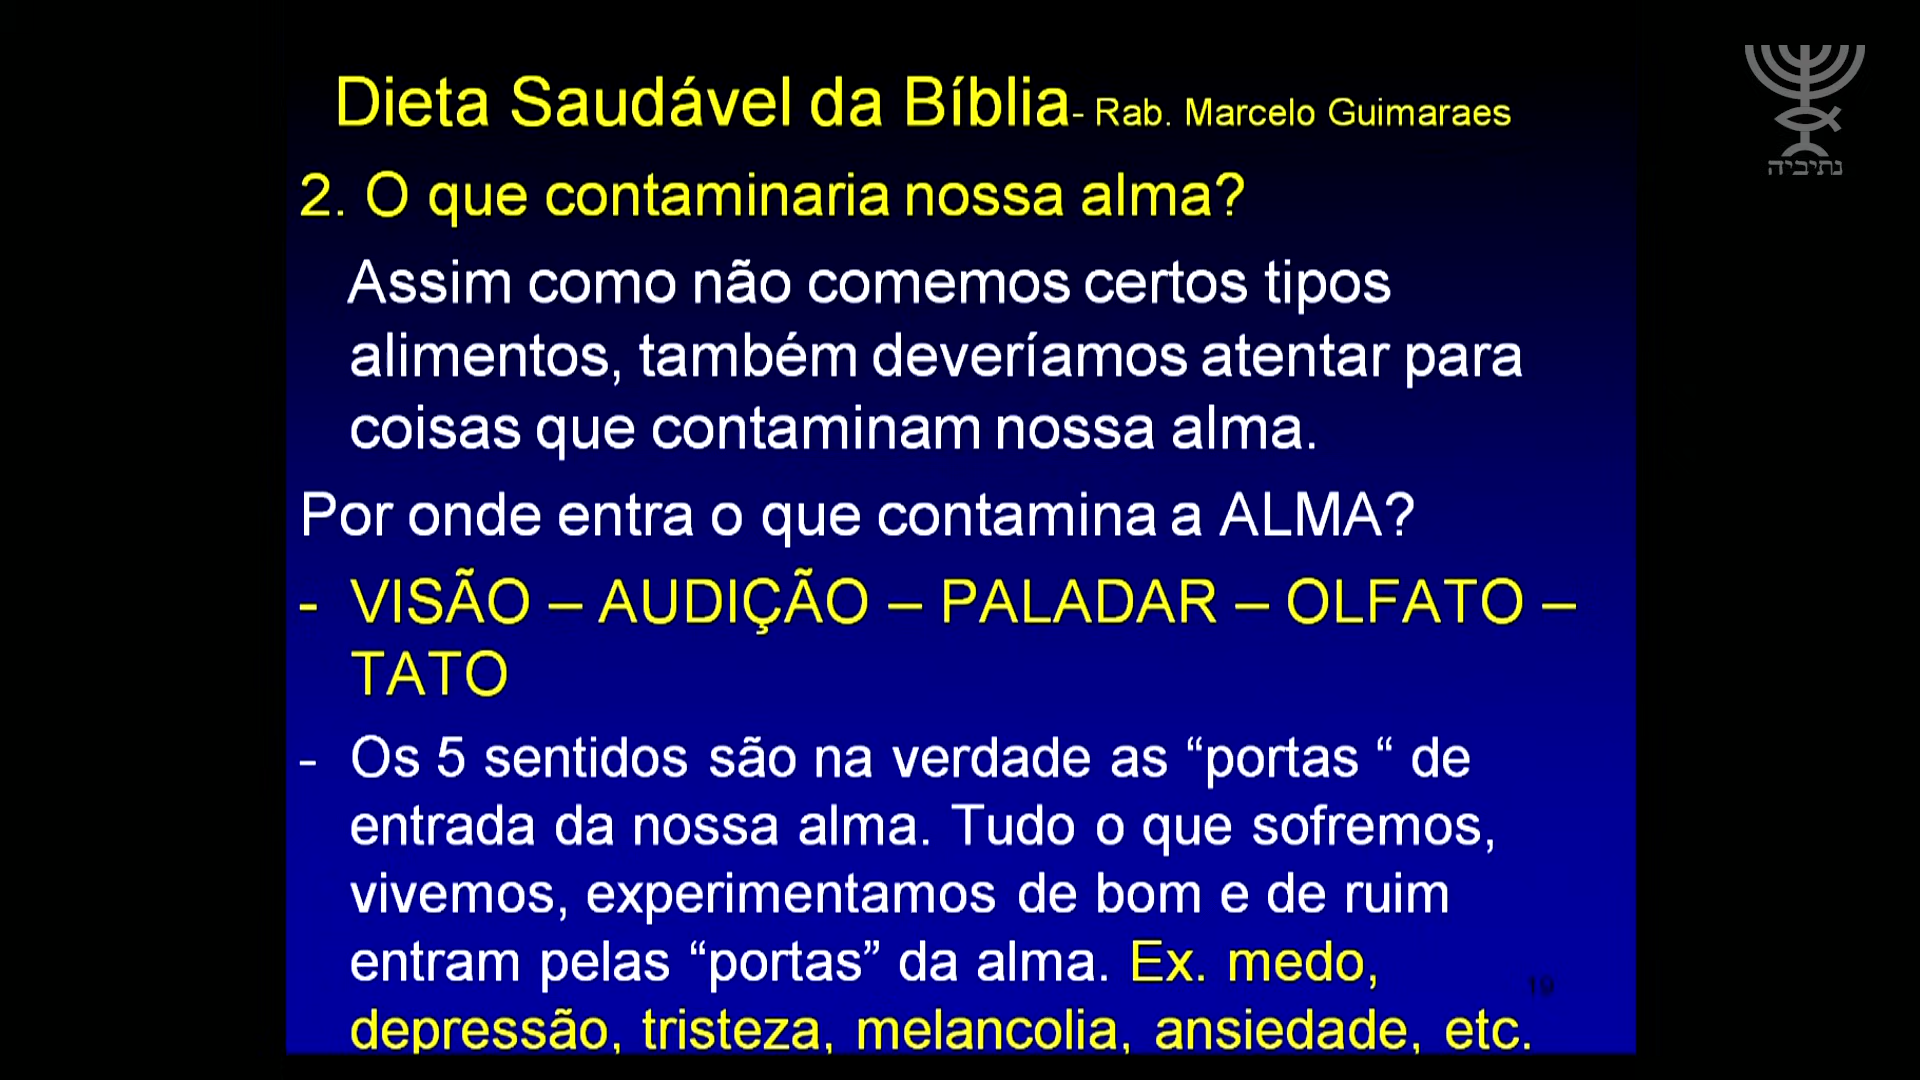 Dieta Saudável da Bíblia- Rab. Marcelo Guimaraes
נתיביה
2. O que contaminaria nossa alma?
Assim como não comemos certos tipos
alimentos, também deveríamos atentar para
coisas que contaminam nossa alma.
Por onde entra o que contamina a ALMA?
- VISÃO – AUDIÇÃO – PALADAR – OLFATO –
TATO
- Os 5 sentidos são na verdade as “portas “ de
entrada da nossa alma. Tudo o que sofremos,
vivemos, experimentamos de bom e de ruim
entram pelas “portas” da alma. Ex. medo,
depressão, tristeza, melancolia, ansiedade, etc.
19